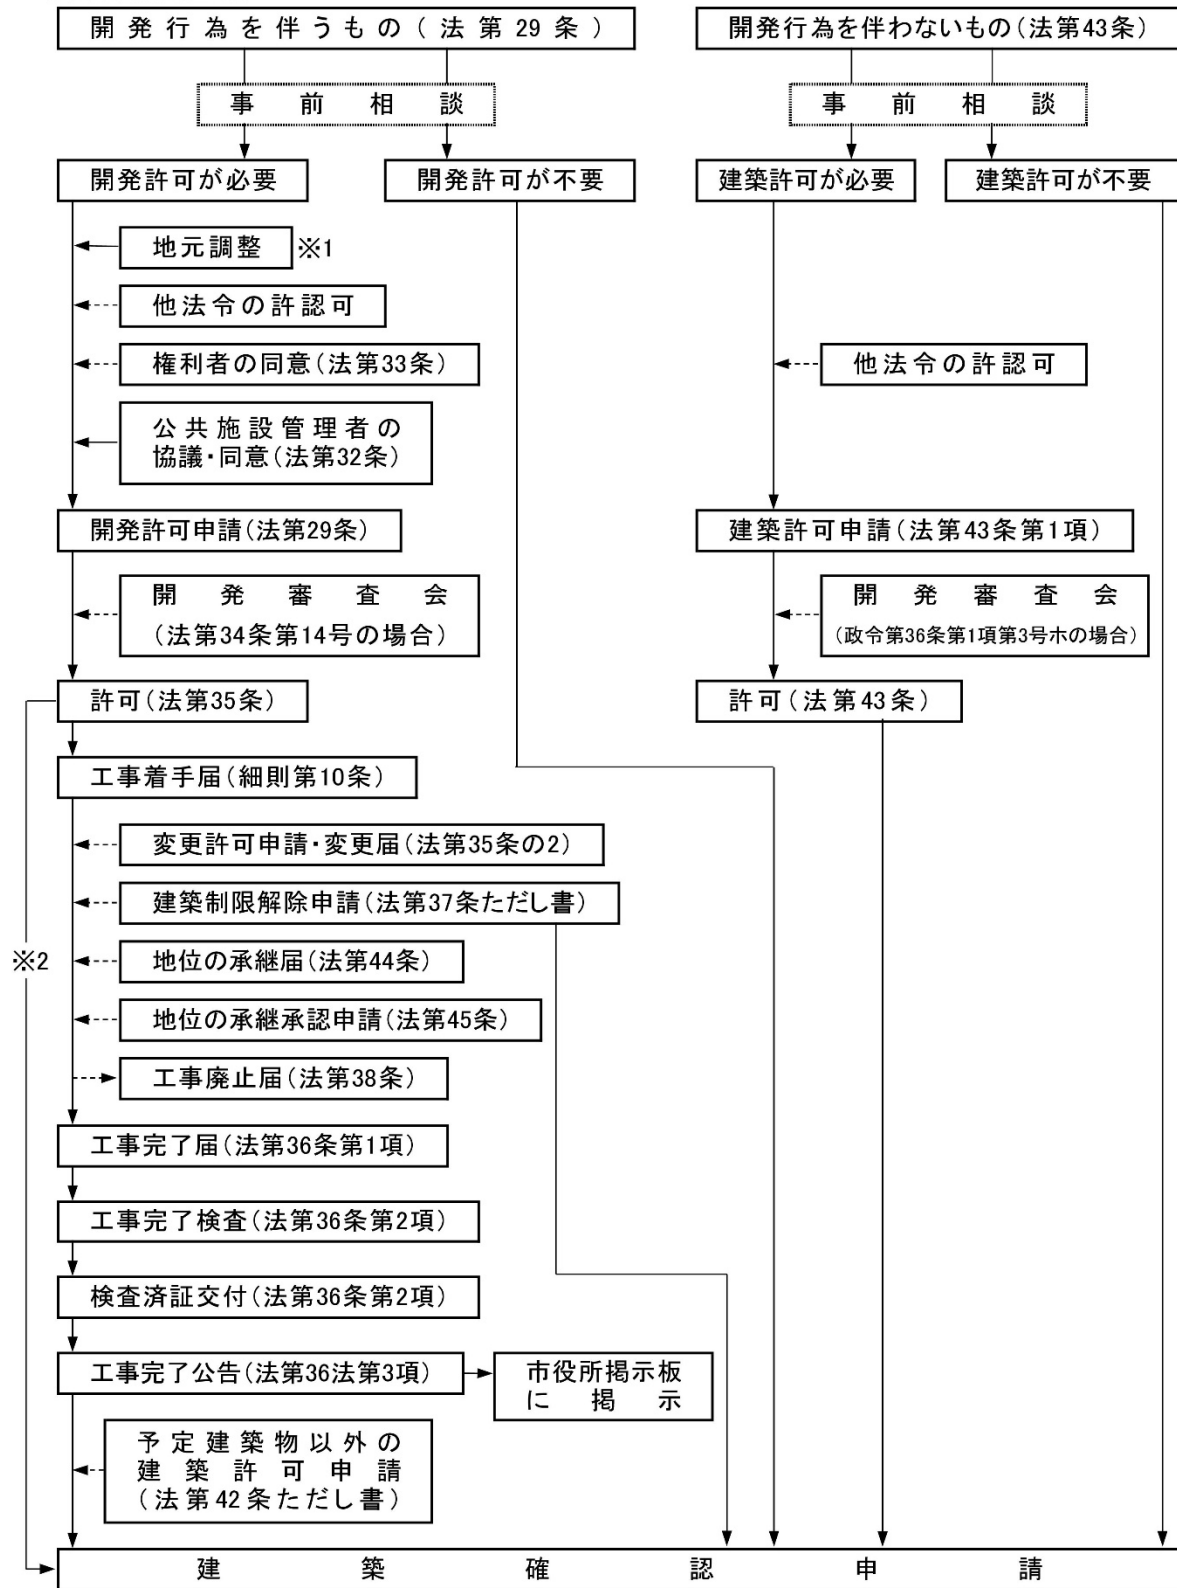 開発行為を伴うもの(法第29条)
開発行為を伴わないもの(法第43条)
事前相談
事前相談
開発許可が必要
開発許可が不要
建築許可が必要
建築許可が不要
地元調整
※1
他法令の許認可
権利者の同意(法第33条)
他法令の許認可
公共施設管理者の
協議・同意(法第32条)
開発許可申請(法第29条)
建築許可申請(法第43条第1項)
開発審査会
(法第34条第14号の場合)
開発審査会
(政令第36条第1項第3号ホの場合)
許可(法第35条)
許可(法第43条)
工事着手届(細則第10条)
変更許可申請・変更届(法第35条の2)
建築制限解除申請(法第37条ただし書)
※2
地位の承継届(法第44条)
地位の承継承認申請(法第45条)
工事廃止届(法第38条)
工事完了届(法第36条第1項)
工事完了検査(法第36条第2項)
検査済証交付(法第36条第2項)
工事完了公告(法第36法第3項)
市役所掲示板
に掲示
予定建築物以外の
建築許可申請
(法第42条ただし書)
建築確認申請